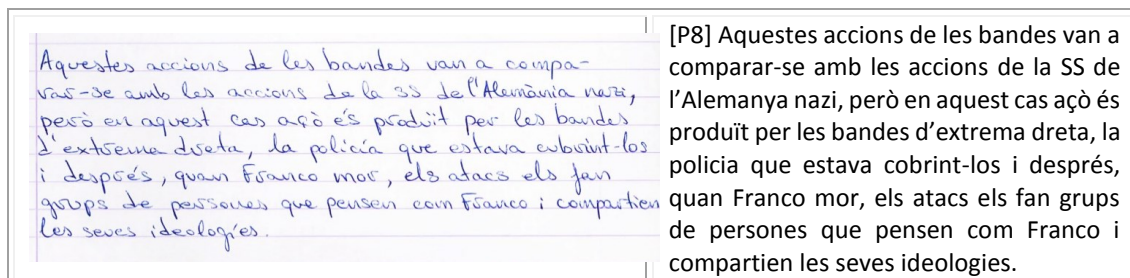 Aquestes accions de les bandes van a compa-
rar-se amb les accions de la SS de l'Alemània nazi,
però en aquest cas açò és produït per les bandes
d'extrema dreta, la policía que estava cubrint-los
i després, quan Franco mor, els atacs els fan
grups de persones que pensen com Franco i compartien
les seves ideologíes.
[P8] Aquestes accions de les bandes van a
comparar-se amb les accions de la SS de
l'Alemanya nazi, però en aquest cas açò és
produït per les bandes d'extrema dreta, la
policia que estava cobrint-los i després,
quan Franco mor, els atacs els fan grups
de persones que pensen com Franco i
compartien les seves ideologies.